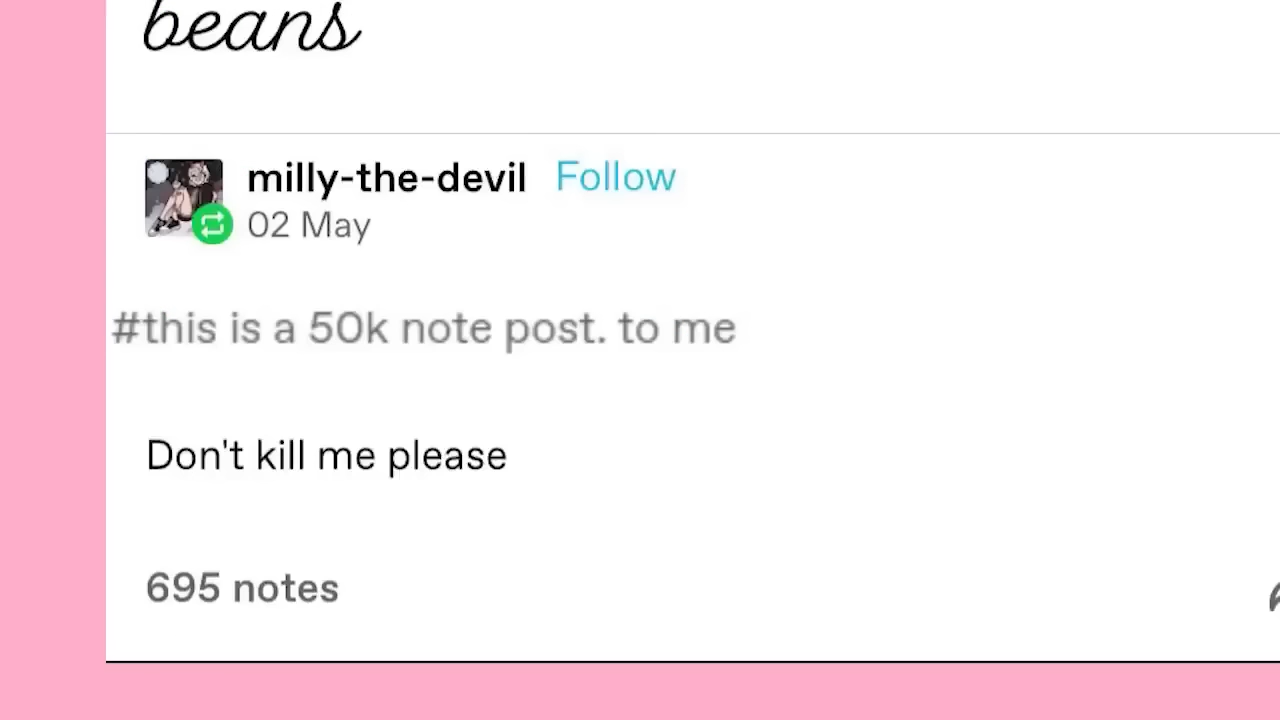 beans
milly-the-devil Follow
02 May
#this is a 50k note post. to me
Don't kill me please
695 notes